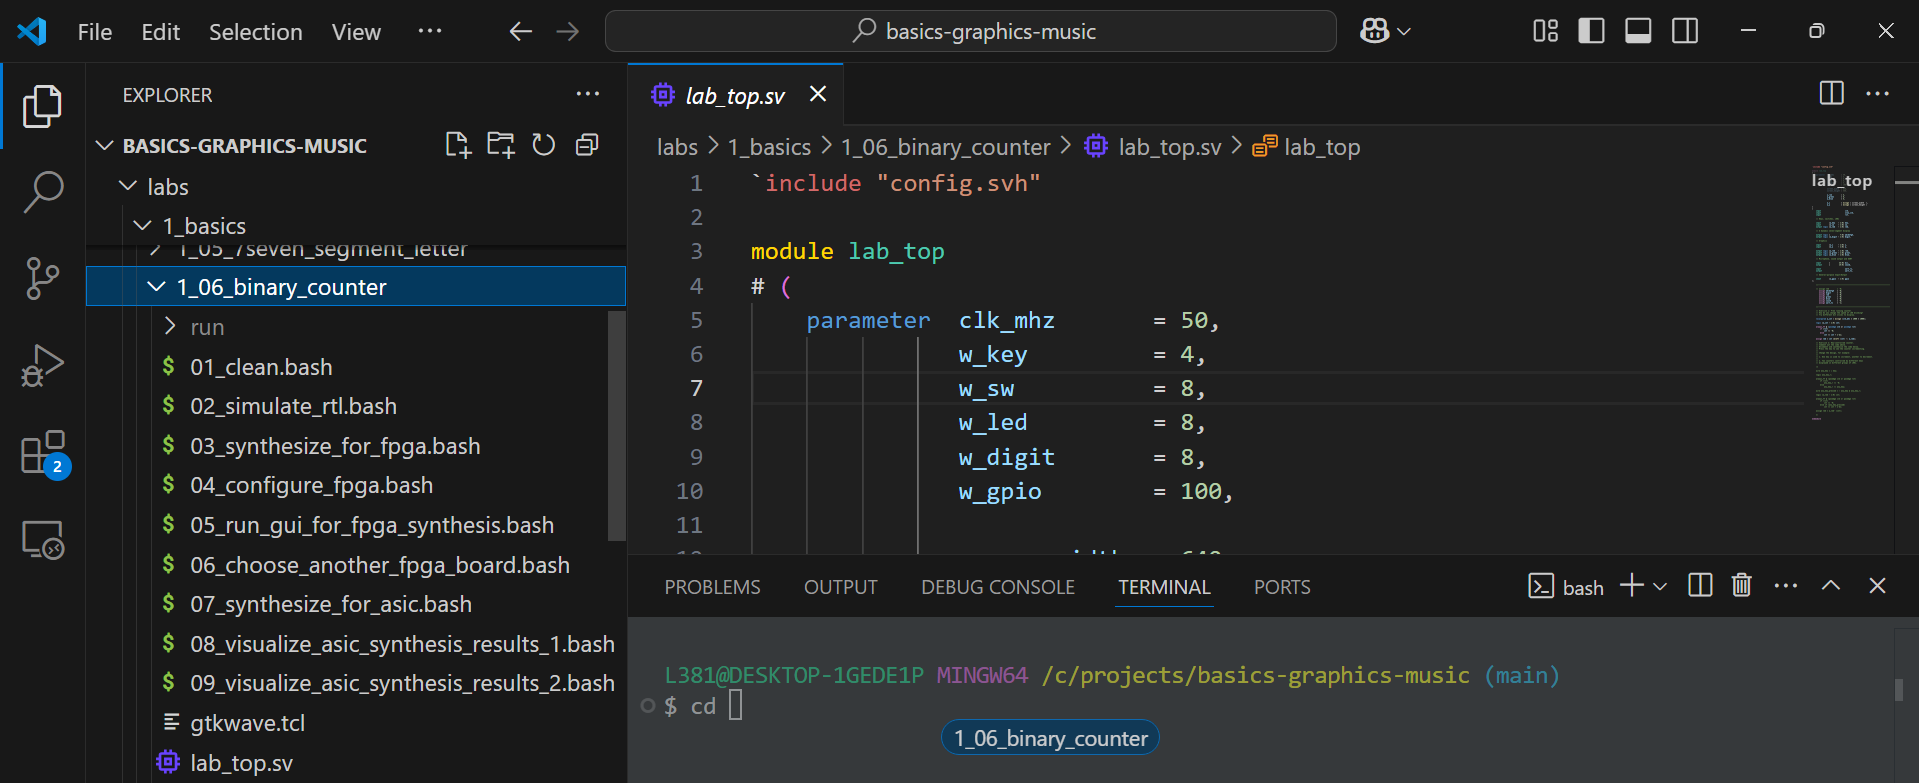 File Edit Selection View ··· basics-graphics-music
EXPLORER ···
BASICS-GRAPHICS-MUSIC
labs
1_basics
1_05_7seven_segment_letter
1_06_binary_counter
run
$ 01_clean.bash
$ 02_simulate_rtl.bash
$ 03_synthesize_for_fpga.bash
$ 04_configure_fpga.bash
$ 05_run_gui_for_fpga_synthesis.bash
$ 06_choose_another_fpga_board.bash
$ 07_synthesize_for_asic.bash
$ 08_visualize_asic_synthesis_results_1.bash
$ 09_visualize_asic_synthesis_results_2.bash
gtkwave.tcl
lab_top.sv
2
lab_top.sv
labs > 1_basics > 1_06_binary_counter > lab_top.sv > lab_top
1 `include "config.svh"
2
3 module lab_top
4 # (
5 parameter clk_mhz = 50,
6 w_key = 4,
7 w_sw = 8,
8 w_led = 8,
9 w_digit = 8,
10 w_gpio = 100,
11
lab_top
PROBLEMS OUTPUT DEBUG CONSOLE TERMINAL PORTS bash
L381@DESKTOP-1GEDE1P MINGW64 /c/projects/basics-graphics-music (main)
$ cd
1_06_binary_counter